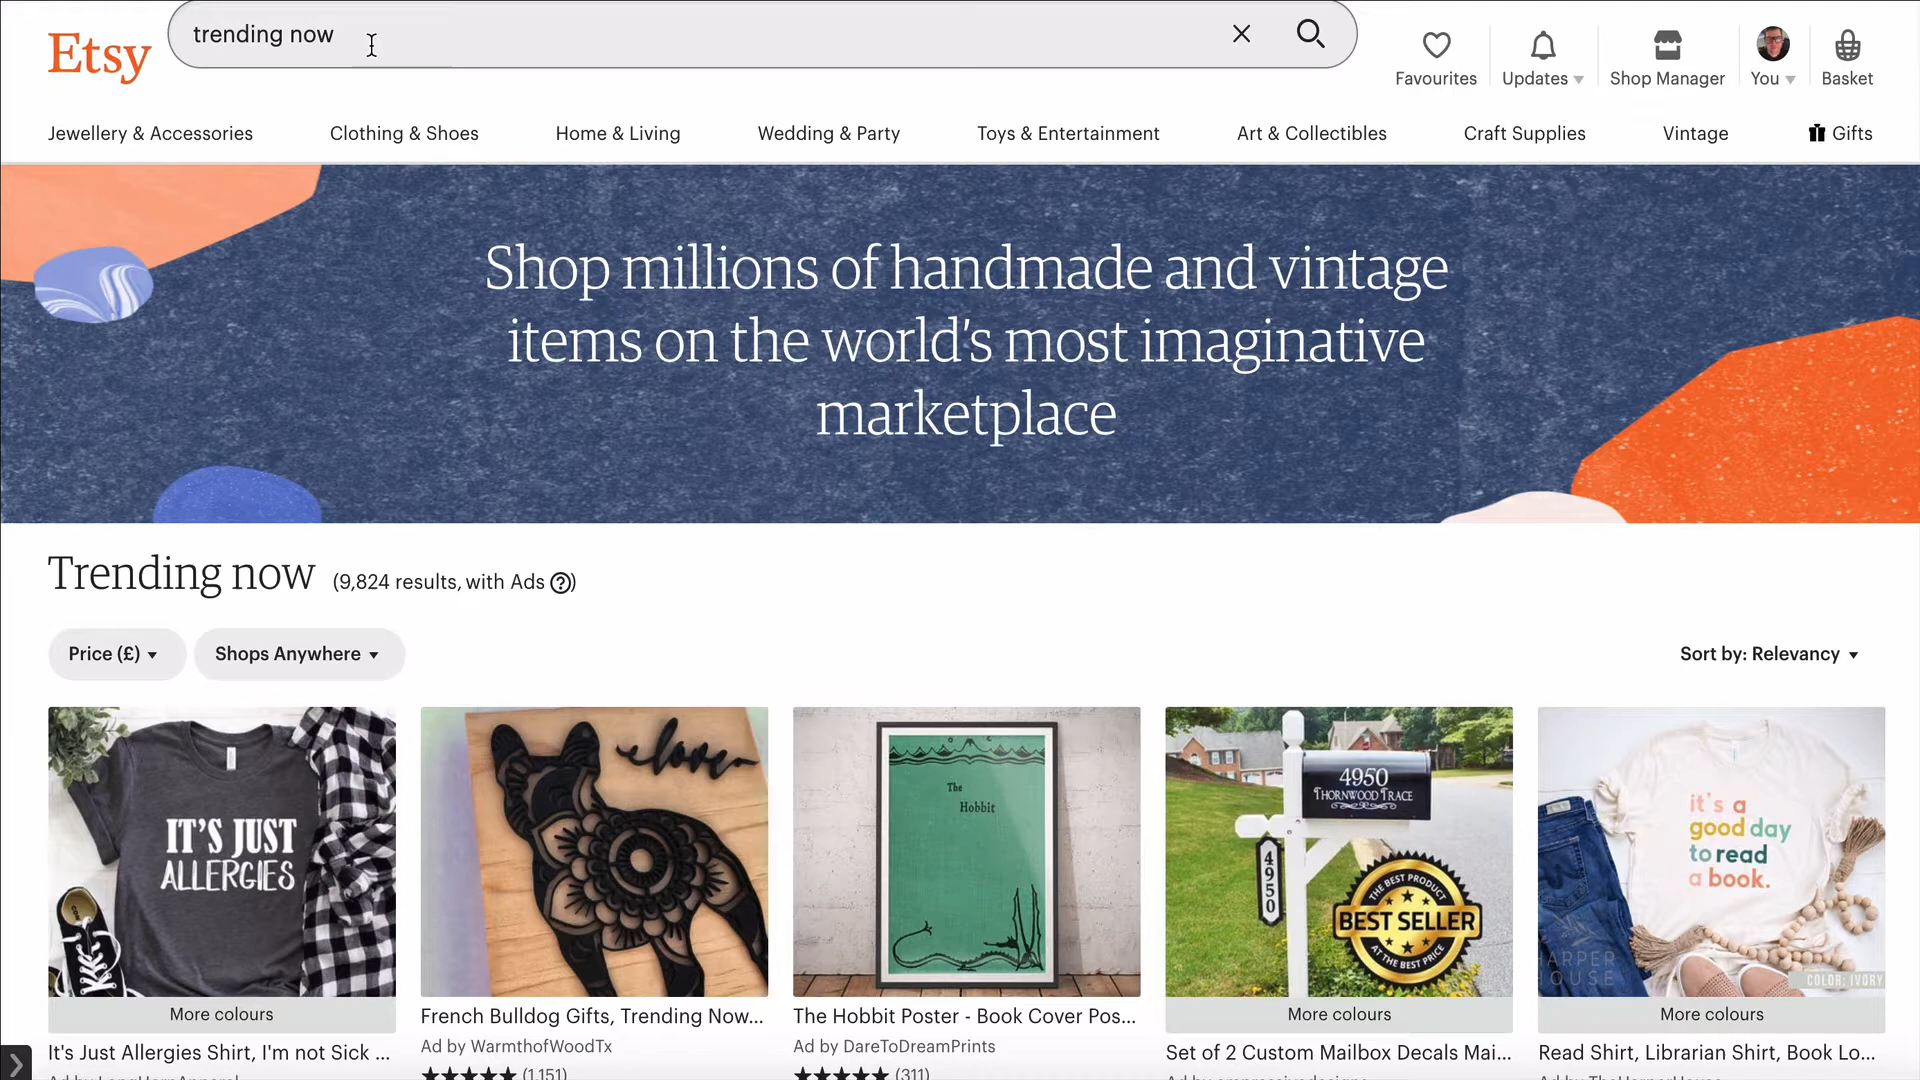 Etsy
trending now
Favourites
Updates
Shop Manager
You
Basket
Jewellery & Accessories
Clothing & Shoes
Home & Living
Wedding & Party
Toys & Entertainment
Art & Collectibles
Craft Supplies
Vintage
Gifts
Shop millions of handmade and vintage
items on the world's most imaginative
marketplace
Trending now (9,824 results, with Ads ?)
Price (£)
Shops Anywhere
Sort by: Relevancy
IT'S JUST
ALLERGIES
love
The
Hobbit
4950
THORNWOOD TRACE
4950
THE BEST PRODUCT
BEST SELLER
AT THE BEST PRICE
it's a
good day
to read
a book.
HARPER
HOUSE
COLOR: IVORY
More colours
More colours
More colours
It's Just Allergies Shirt, I'm not Sick ...
French Bulldog Gifts, Trending Now...
Ad by WarmthofWoodTx
(1,151)
The Hobbit Poster - Book Cover Pos...
Ad by DareToDreamPrints
(311)
Set of 2 Custom Mailbox Decals Mai...
Read Shirt, Librarian Shirt, Book Lo...